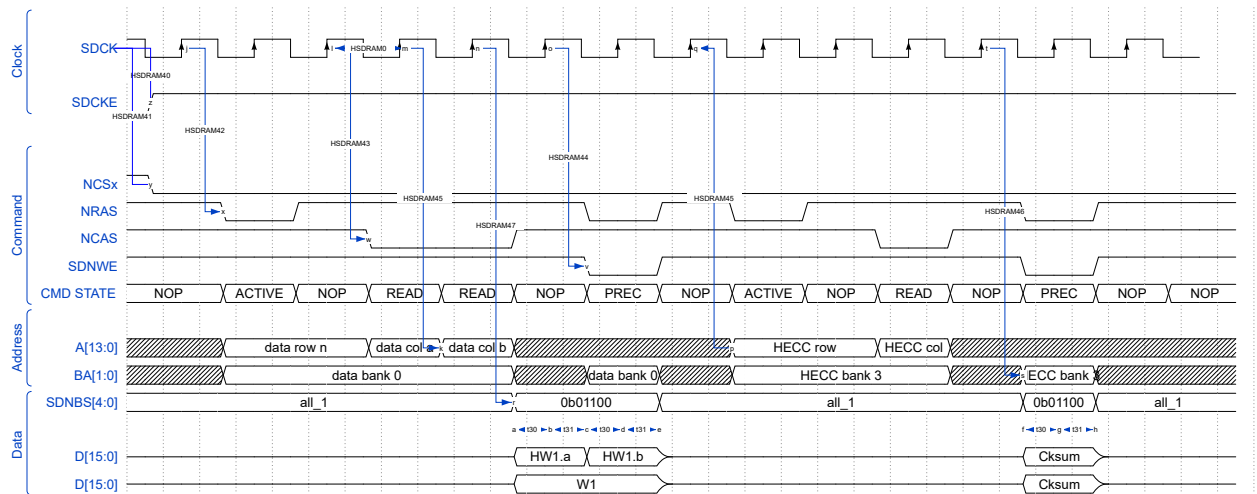 Clock
SDCK j l HSDRAM0 m n o q t
HSDRAM40
SDCKE z
HSDRAM41
HSDRAM42
HSDRAM43
HSDRAM44
Command
NCSx y
HSDRAM45 HSDRAM45
NRAS x HSDRAM46
HSDRAM47
NCAS w
SDNWE v
CMD STATE NOP ACTIVE NOP READ READ NOP PREC NOP ACTIVE NOP READ NOP PREC NOP NOP
Address
A[13:0] data row n data col a k data col b p HECC row HECC col
BA[1:0] data bank 0 data bank 0 HECC bank 3 s ECC bank
SDNBS[4:0] all_1 r 0b01100 all_1 0b01100 all_1
Data
a t30 b t31 c t30 d t31 e f t30 g t31 h
D[15:0] HW1.a HW1.b Cksum
D[15:0] W1 Cksum